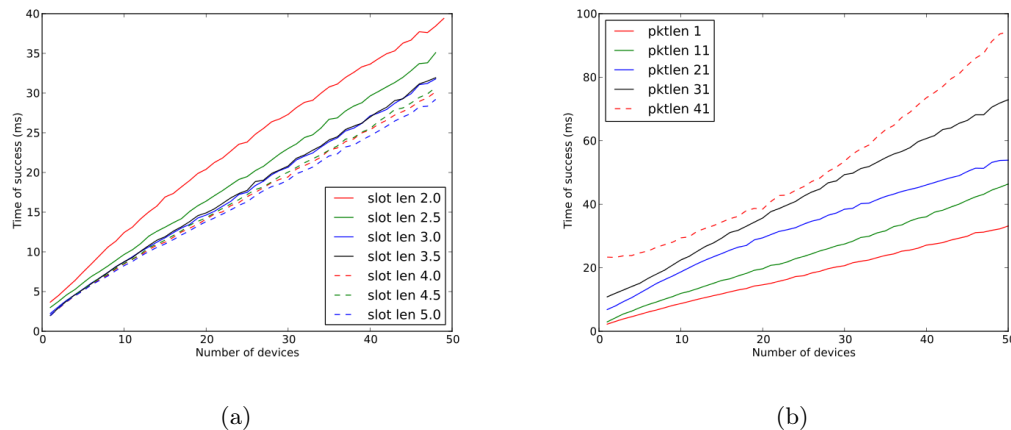 40
35
30
25
20
15
10
5
0
Time of success (ms)
0 10 20 30 40 50
Number of devices
slot len 2.0
slot len 2.5
slot len 3.0
slot len 3.5
slot len 4.0
slot len 4.5
slot len 5.0
(a)
100
80
60
40
20
0
Time of success (ms)
0 10 20 30 40 50
Number of devices
pktlen 1
pktlen 11
pktlen 21
pktlen 31
pktlen 41
(b)